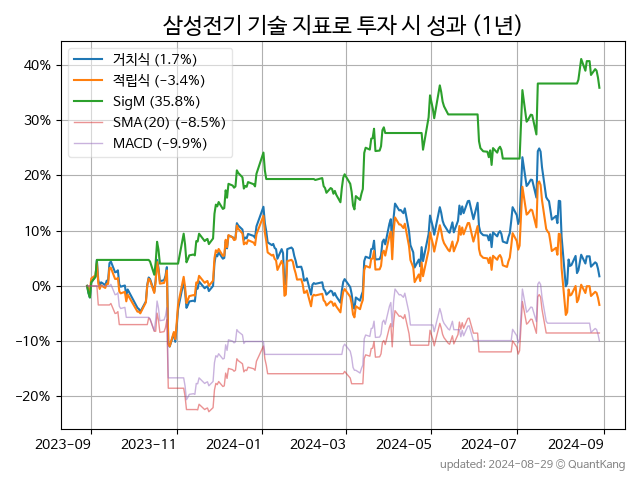 삼성전기 기술 지표로 투자 시 성과 (1년)
거치식 (1.7%)
적립식 (−3.4%)
SigM (35.8%)
SMA(20) (−8.5%)
MACD (−9.9%)
40%
30%
20%
10%
0%
−10%
−20%
2023-09 2023-11 2024-01 2024-03 2024-05 2024-07 2024-09
updated: 2024-08-29 © QuantKang